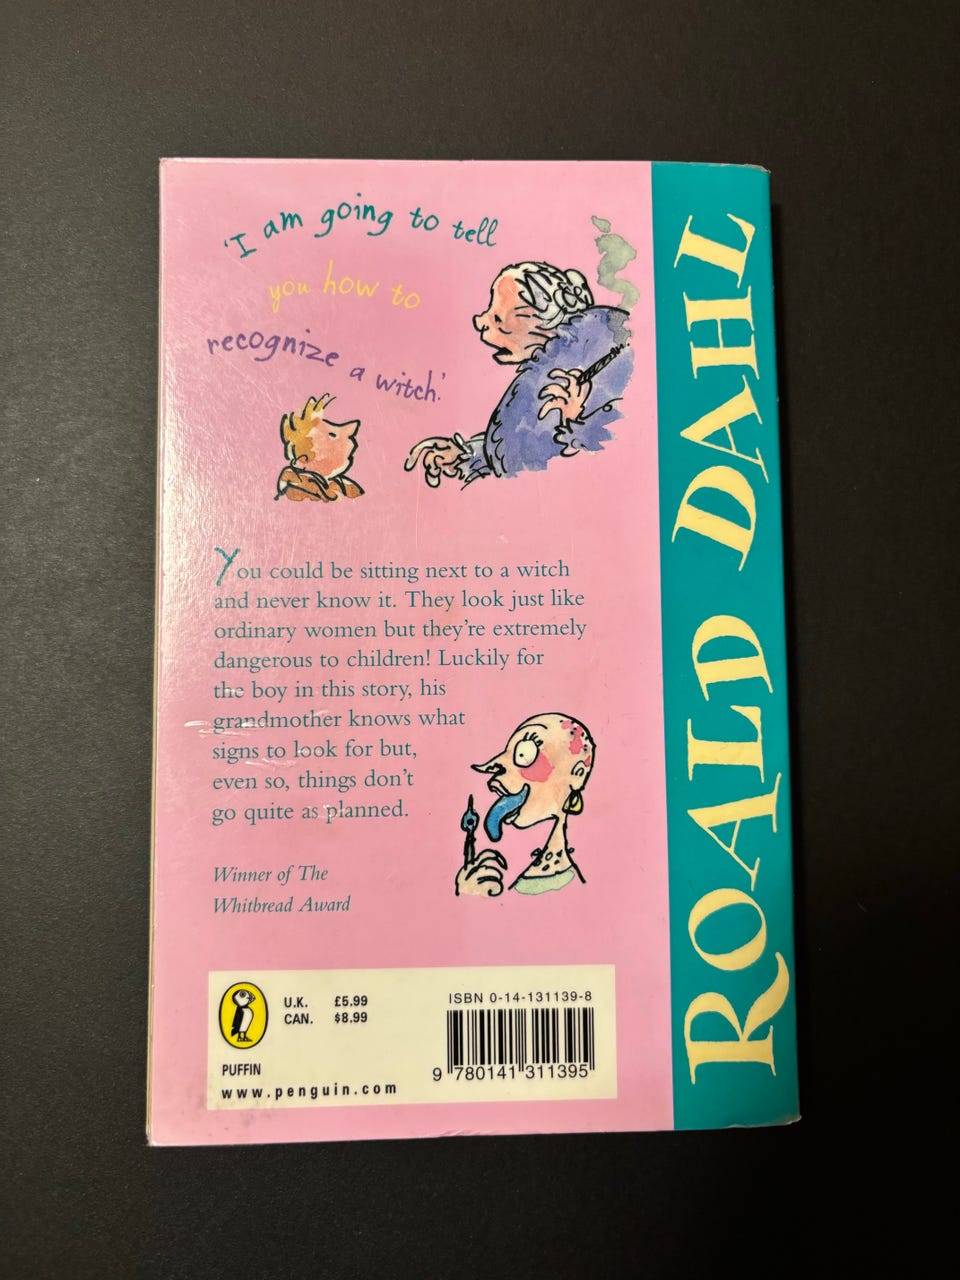 'I am going to tell
you how to
recognize a witch.'
You could be sitting next to a witch
and never know it. They look just like
ordinary women but they're extremely
dangerous to children! Luckily for
the boy in this story, his
grandmother knows what
signs to look for but,
even so, things don't
go quite as planned.
Winner of The
Whitbread Award
U.K. £5.99
CAN. $8.99
PUFFIN
www.penguin.com
ISBN 0-14-131139-8
9 780141 311395
ROALD DAHL